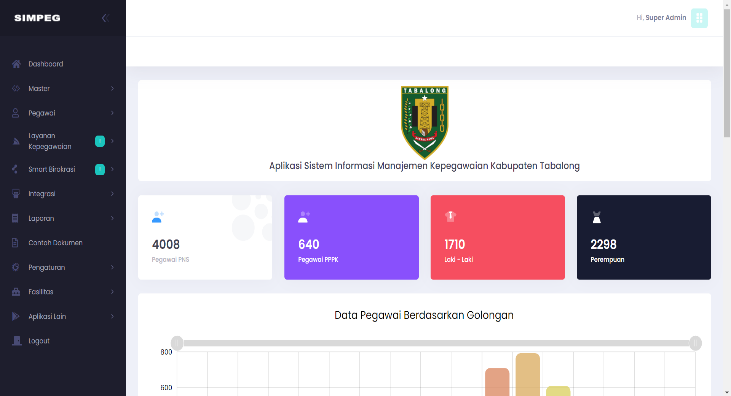 SIMPEG
Hi, Super Admin
Dashboard
Master
Pegawai
Layanan
Kepegawaian
Smart Birokrasi
Integrasi
Laporan
Contoh Dokumen
Pengaturan
Fasilitas
Aplikasi Lain
Logout
TABALONG
Aplikasi Sistem Informasi Manajemen Kepegawaian Kabupaten Tabalong
4008
Pegawai PNS
640
Pegawai PPPK
1710
Laki - Laki
2298
Perempuan
Data Pegawai Berdasarkan Golongan
800
600